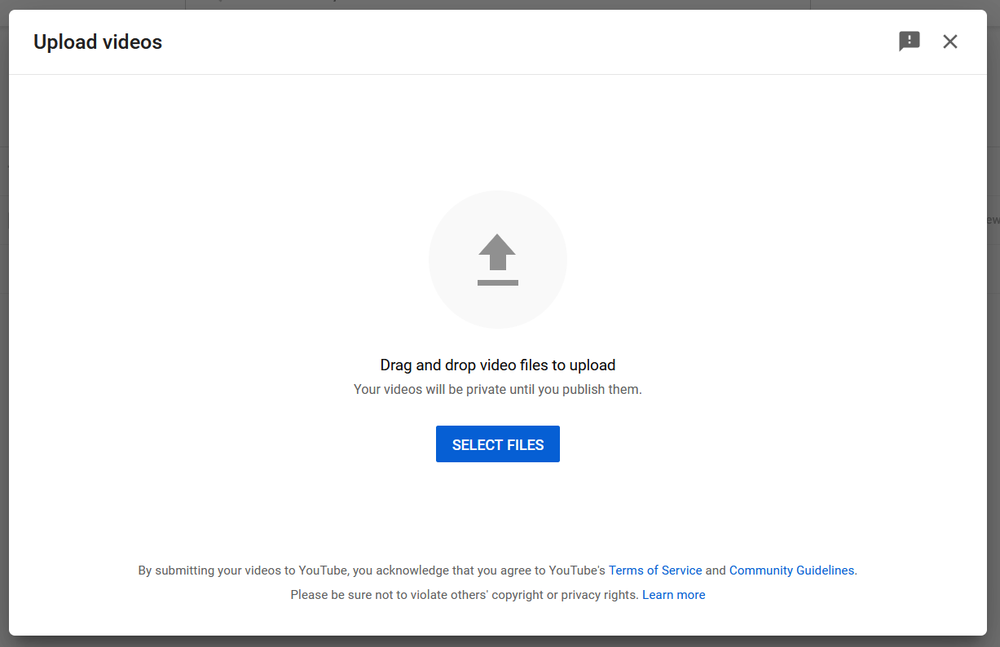 Upload videos
Drag and drop video files to upload
Your videos will be private until you publish them.
SELECT FILES
By submitting your videos to YouTube, you acknowledge that you agree to YouTube's Terms of Service and Community Guidelines.
Please be sure not to violate others' copyright or privacy rights. Learn more